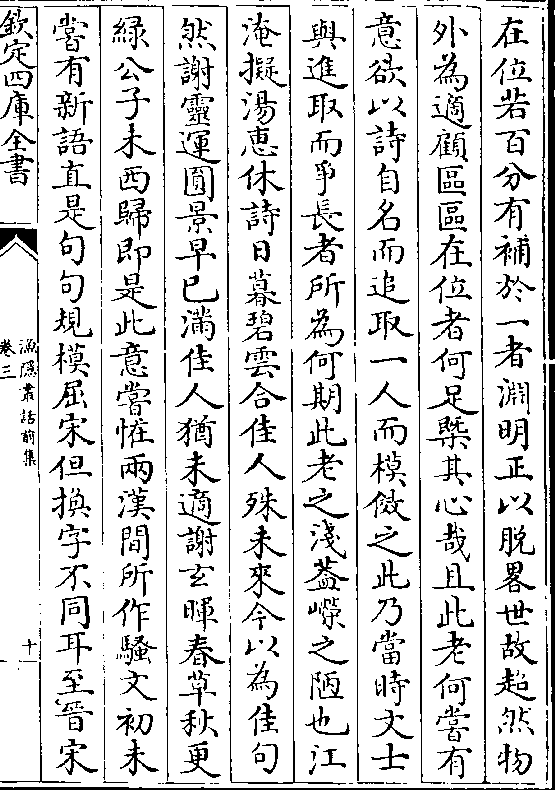 在位若百分有補於一者淵明正以脫畧世故超然物
外為適顧區區在位者何足槩其心哉且此老何嘗有
意欲以詩自名而追取一人而模倣之此乃當時文士
與進取而爭長者所為何期此老之淺葢嶸之陋也江
淹擬湯惠休詩日暮碧雲合佳人殊未來今以為佳句
然謝靈運圓景早已滿佳人猶未適謝玄暉春草秋更
緑公子未西歸即是此意嘗恠兩漢間所作騷文初未
嘗有新語直是句句規模屈宋但換字不同耳至晉宋
欽定四庫全書
漁隱叢話前集
卷三
十